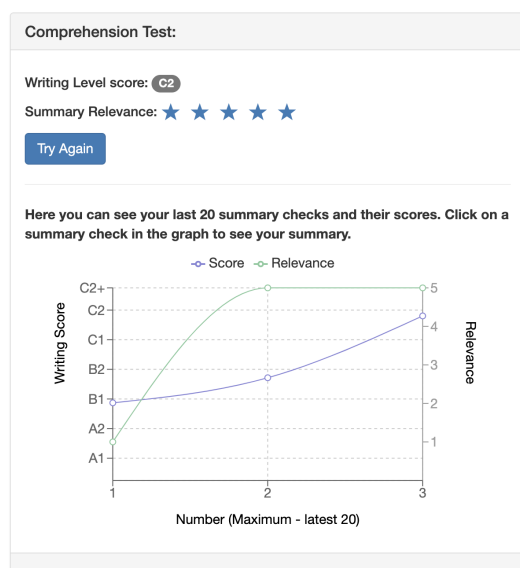 Comprehension Test:
Writing Level score: C2
Summary Relevance:
Try Again
Here you can see your last 20 summary checks and their scores. Click on a
summary check in the graph to see your summary.
Score Relevance
C2+
C2
C1
B2
B1
A2
A1
Writing Score
5
4
3
2
1
Relevance
1 2 3
Number (Maximum - latest 20)